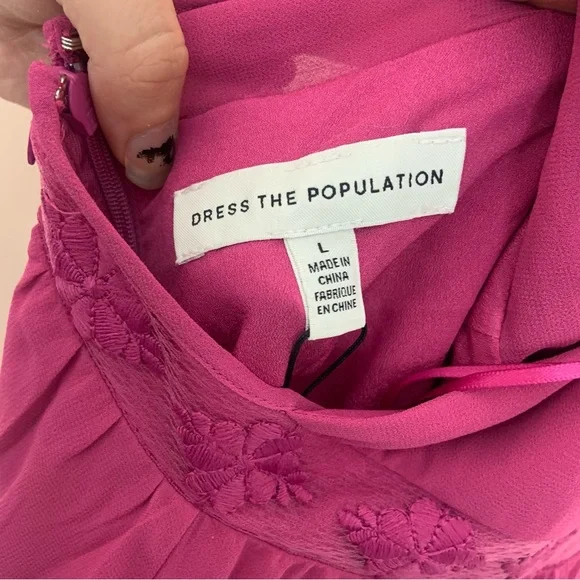 DRESS THE POPULATION
L
MADE IN
CHINA
FABRIQUE
EN CHINE